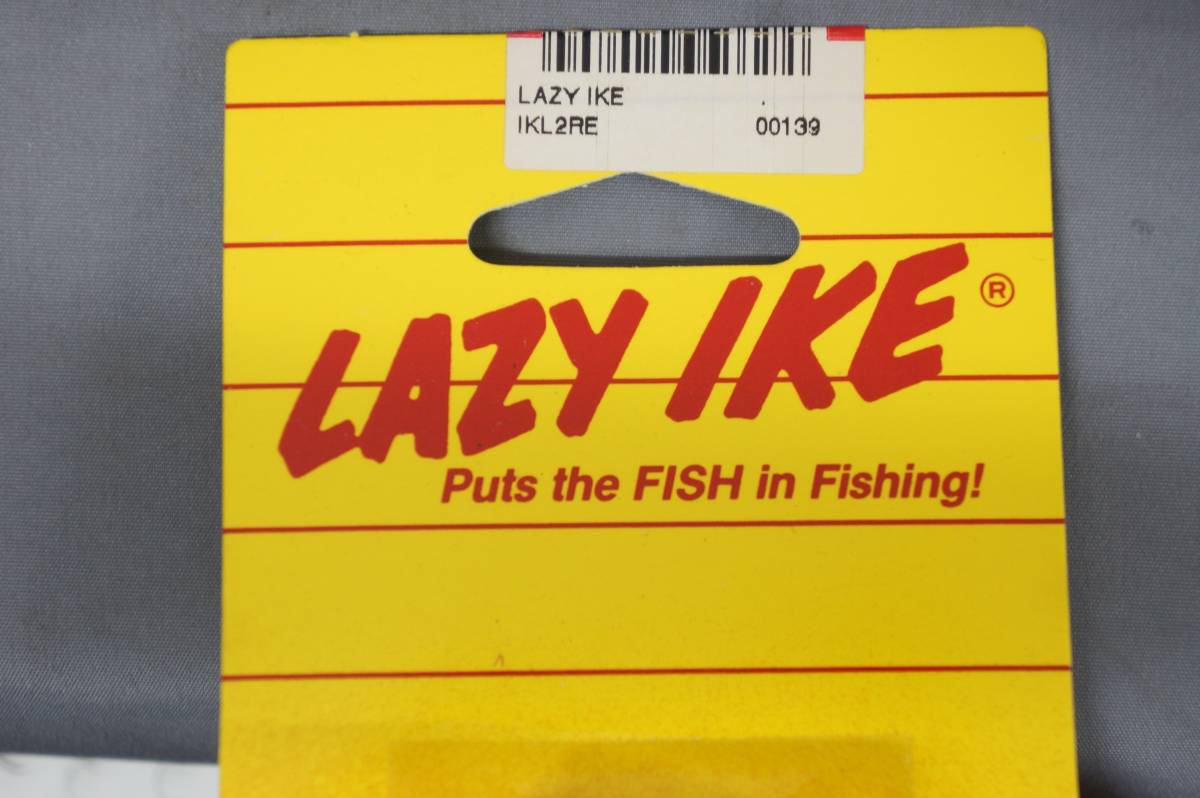 LAZY IKE
IKL2RE 00139
LAZY IKE ®
Puts the FISH in Fishing!